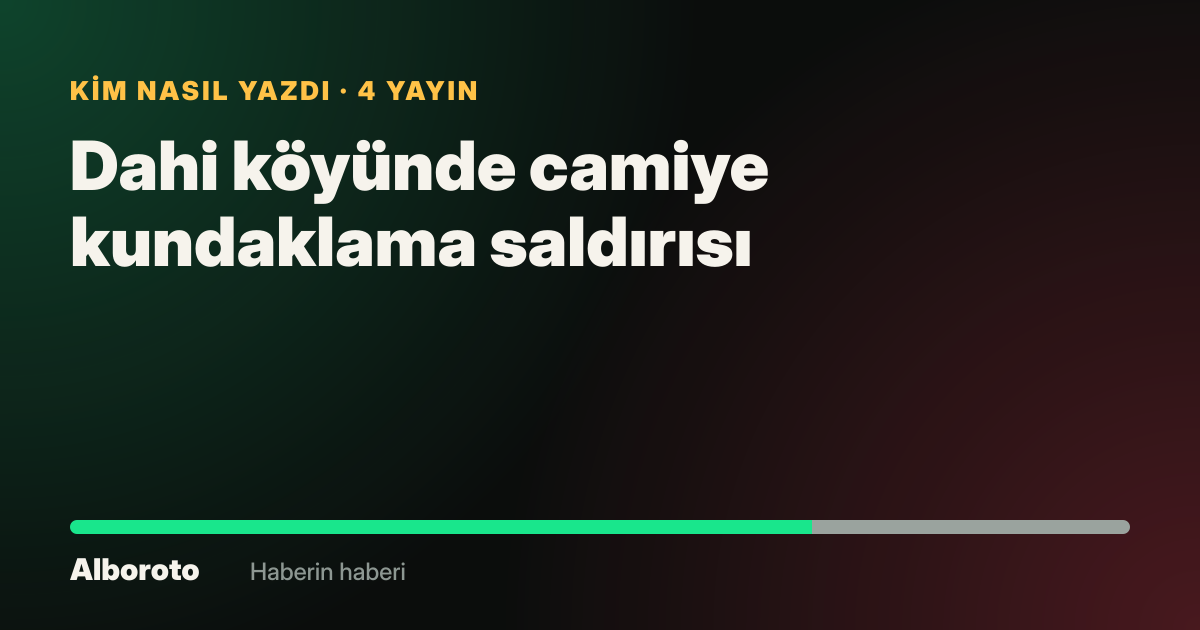 KİM NASIL YAZDI · 4 YAYIN
Dahi köyünde camiye
kundaklama saldırısı
Alboroto
Haberin haberi